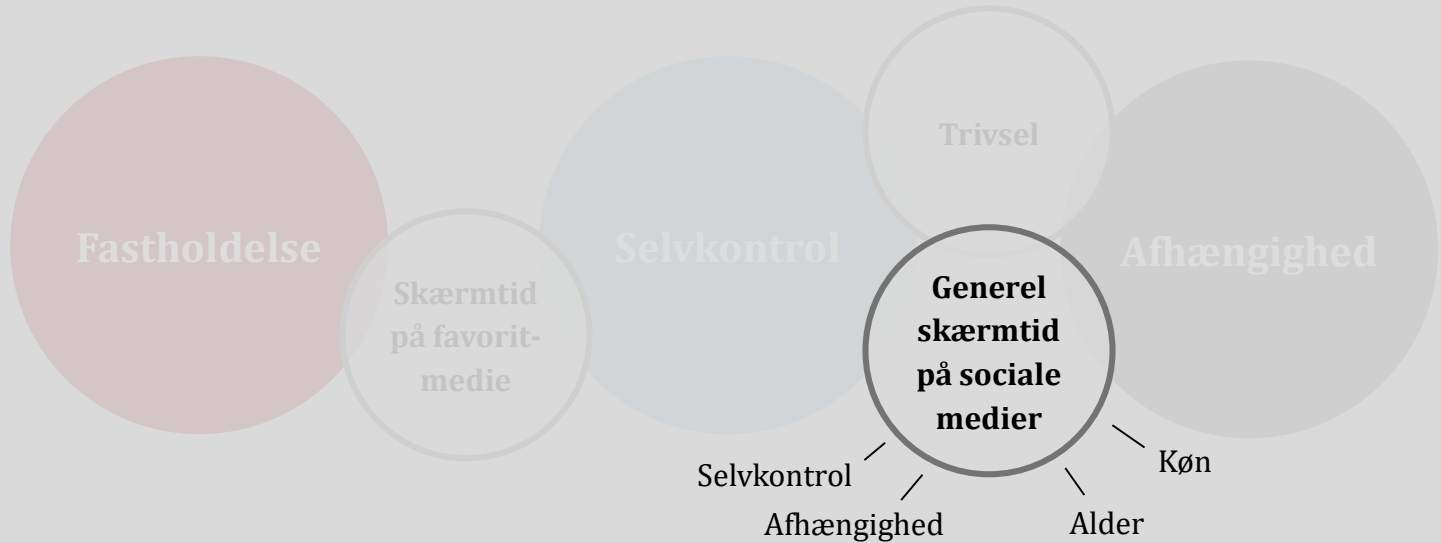 Fastholdelse
Skærmtid
på favorit-
medie
Selvkontrol
Trivsel
Generel
skærmtid
på sociale
medier
Afhængighed
Selvkontrol
Afhængighed
Alder
Køn